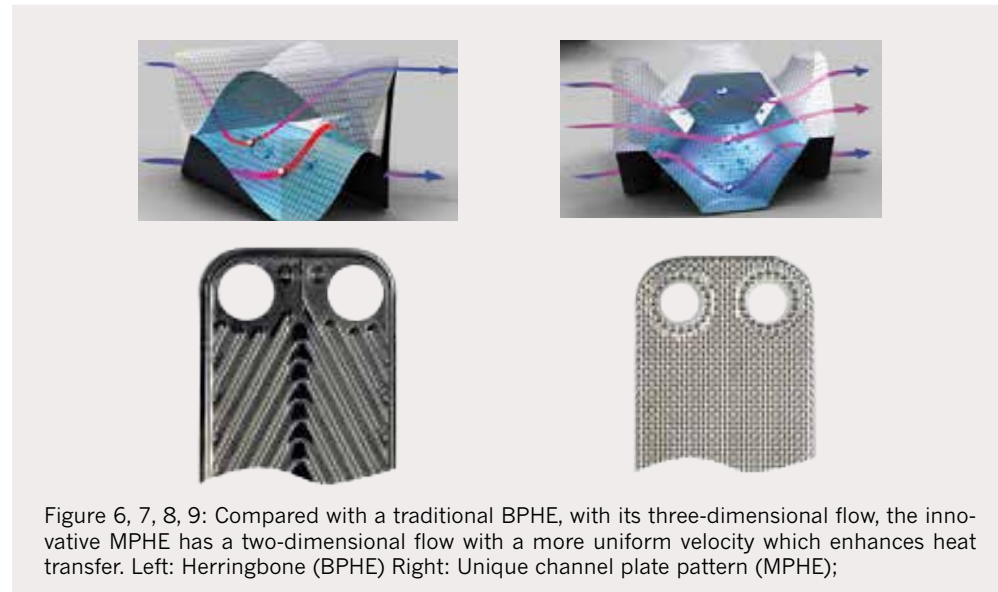 Figure 6, 7, 8, 9: Compared with a traditional BPHE, with its three-dimensional flow, the inno-
vative MPHE has a two-dimensional flow with a more uniform velocity which enhances heat
transfer. Left: Herringbone (BPHE) Right: Unique channel plate pattern (MPHE);